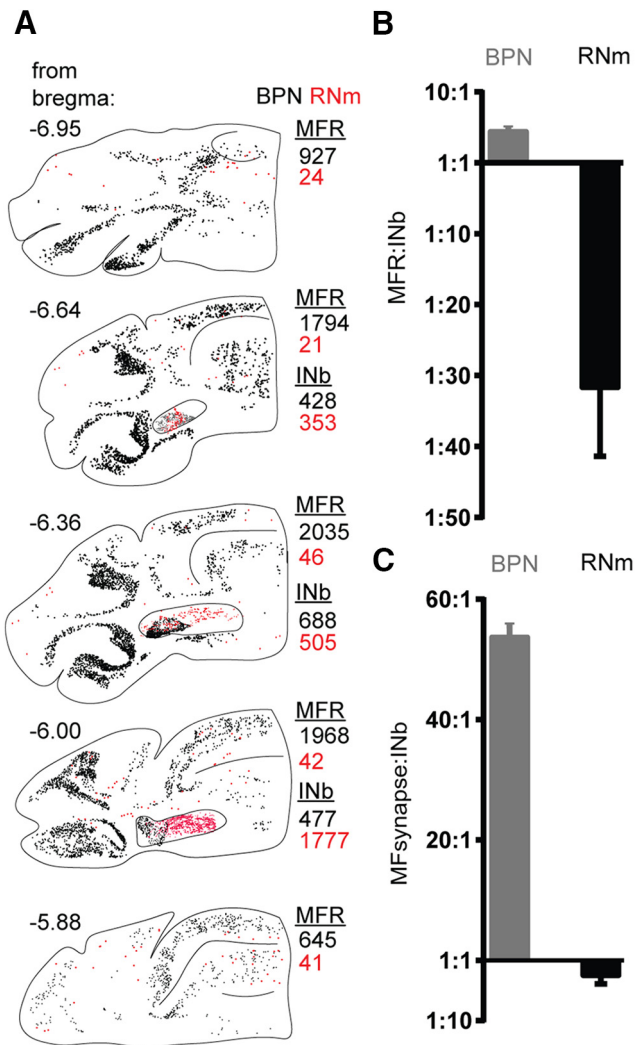 A
from
bregma:
BPN RNm
-6.95
MFR
927
24
-6.64
MFR
1794
21
INb
428
353
-6.36
MFR
2035
46
INb
688
505
-6.00
MFR
1968
42
INb
477
1777
-5.88
MFR
645
41
B
BPN RNm
10:1
1:1
1:10
1:20
1:30
1:40
1:50
MFR:INb
C
BPN RNm
60:1
40:1
20:1
1:1
1:10
MFsynapse:INb